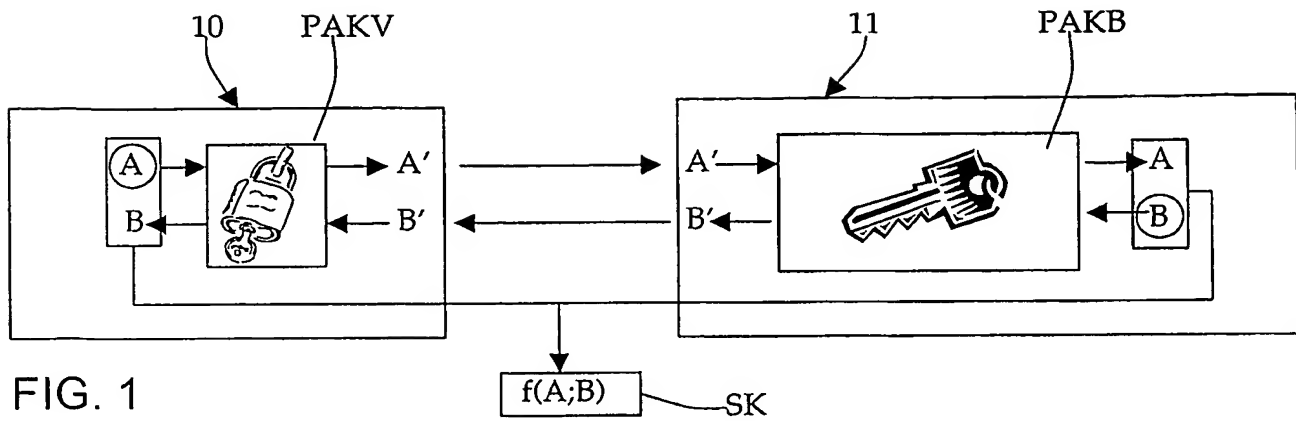 10 PAKV 11 PAKB
A A′ A′ A
B B′ B′ B
f(A;B) SK
FIG. 1